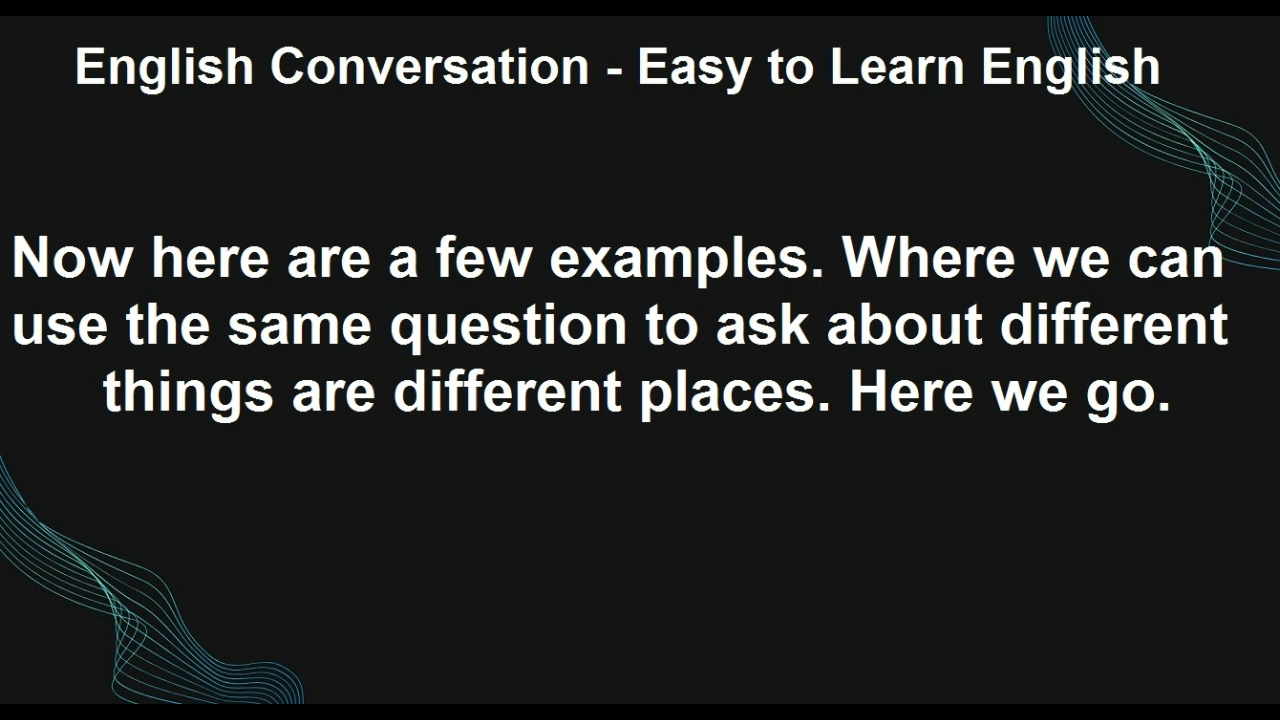 English Conversation - Easy to Learn English
Now here are a few examples. Where we can
use the same question to ask about different
things are different places. Here we go.